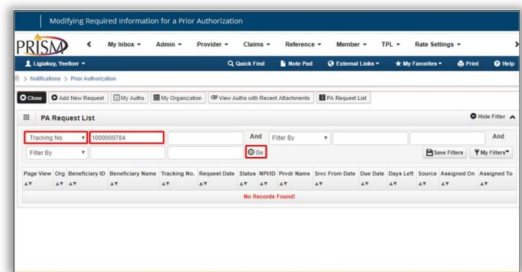 Modifying Required Information for a Prior Authorization
PRISM My Inbox Admin Provider Claims Reference Member TPL Rate Settings
Ligiokuy, Yeelkor Quick Find Note Pad External Links My Favorites Print Help
Notifications > Prior Authorization
Close Add New Request My Auths My Organization View Auths with Recent Attachments PA Request List
PA Request List Hide Filter
Tracking No. 1000000784 And Filter By And
Filter By Go Save Filters My Filters
Page View Org Beneficiary ID Beneficiary Name Tracking No. Request Date Status NPI/ID Prvdr Name Srvc From Date Due Date Days Left Source Assigned On Assigned To
No Records Found!